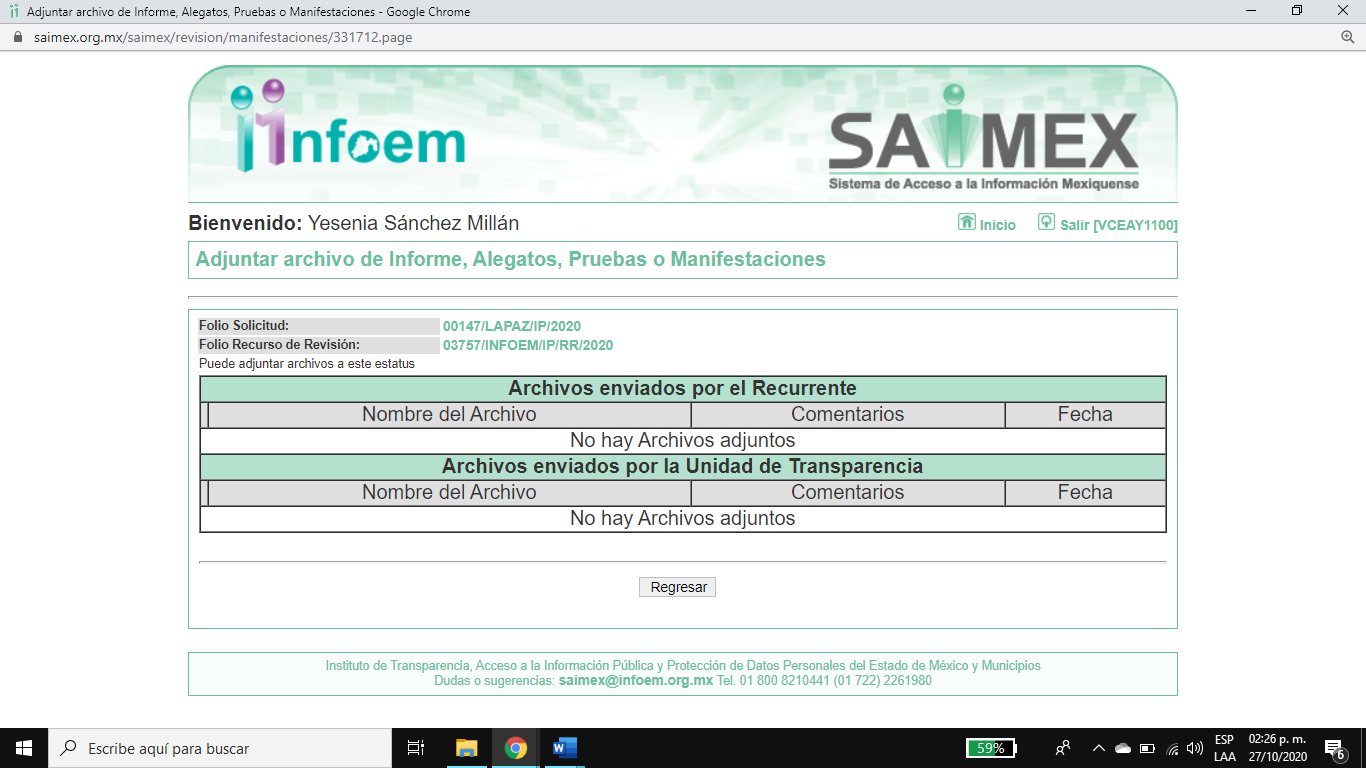 Adjuntar archivo de Informe, Alegatos, Pruebas o Manifestaciones - Google Chrome
saimex.org.mx/saimex/revision/manifestaciones/331712.page
infoem
SAIMEX
Sistema de Acceso a la Información Mexiquense
Bienvenido: Yesenia Sánchez Millán
Inicio Salir [VCEAY1100]
Adjuntar archivo de Informe, Alegatos, Pruebas o Manifestaciones
Folio Solicitud: 00147/LAPAZ/IP/2020
Folio Recurso de Revisión: 03757/INFOEM/IP/RR/2020
Puede adjuntar archivos a este estatus
Archivos enviados por el Recurrente
Nombre del Archivo Comentarios Fecha
No hay Archivos adjuntos
Archivos enviados por la Unidad de Transparencia
Nombre del Archivo Comentarios Fecha
No hay Archivos adjuntos
Regresar
Instituto de Transparencia, Acceso a la Información Pública y Protección de Datos Personales del Estado de México y Municipios
Dudas o sugerencias: saimex@infoem.org.mx Tel. 01 800 8210441 (01 722) 2261980
Escribe aquí para buscar
59%
ESP
LAA
02:26 p. m.
27/10/2020
6